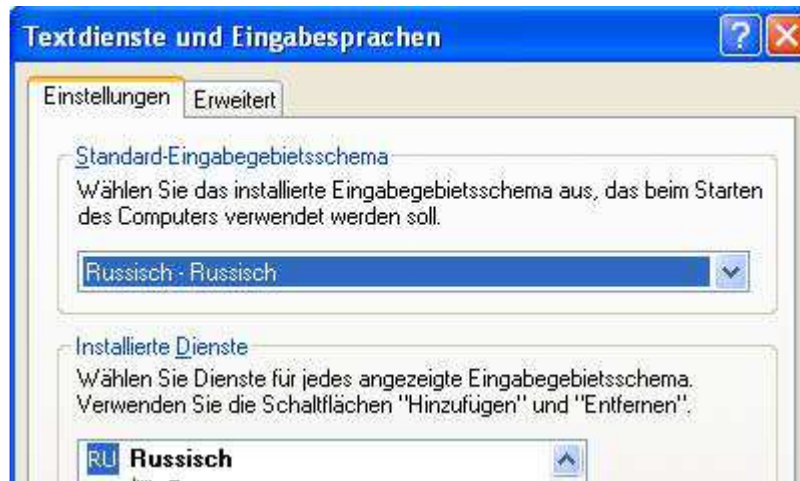 Textdienste und Eingabesprachen
Einstellungen Erweitert
Standard-Eingabegebietsschema
Wählen Sie das installierte Eingabegebietsschema aus, das beim Starten
des Computers verwendet werden soll.
Russisch - Russisch
Installierte Dienste
Wählen Sie Dienste für jedes angezeigte Eingabegebietsschema.
Verwenden Sie die Schaltflächen "Hinzufügen" und "Entfernen".
RU Russisch